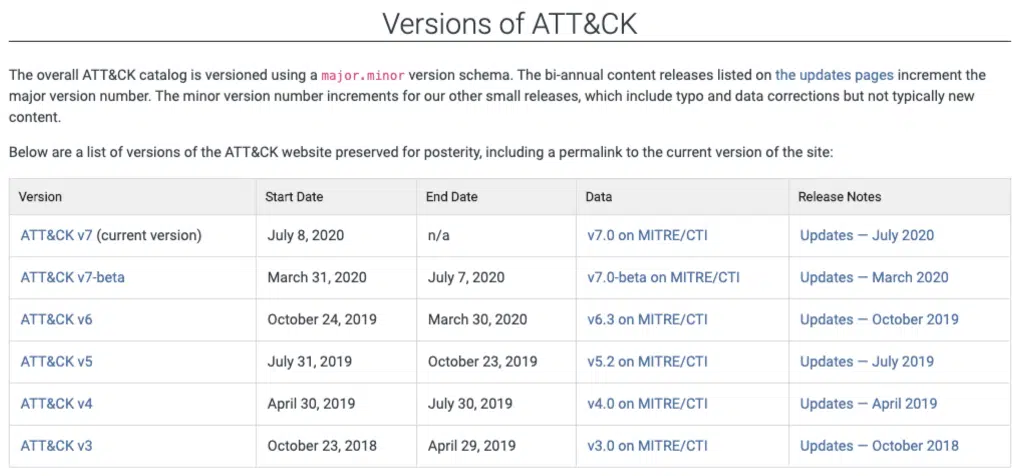 Versions of ATT&CK
The overall ATT&CK catalog is versioned using a major.minor version schema. The bi-annual content releases listed on the updates pages increment the
major version number. The minor version number increments for our other small releases, which include typo and data corrections but not typically new
content.
Below are a list of versions of the ATT&CK website preserved for posterity, including a permalink to the current version of the site:
Version Start Date End Date Data Release Notes
ATT&CK v7 (current version) July 8, 2020 n/a v7.0 on MITRE/CTI Updates — July 2020
ATT&CK v7-beta March 31, 2020 July 7, 2020 v7.0-beta on MITRE/CTI Updates — March 2020
ATT&CK v6 October 24, 2019 March 30, 2020 v6.3 on MITRE/CTI Updates — October 2019
ATT&CK v5 July 31, 2019 October 23, 2019 v5.2 on MITRE/CTI Updates — July 2019
ATT&CK v4 April 30, 2019 July 30, 2019 v4.0 on MITRE/CTI Updates — April 2019
ATT&CK v3 October 23, 2018 April 29, 2019 v3.0 on MITRE/CTI Updates — October 2018